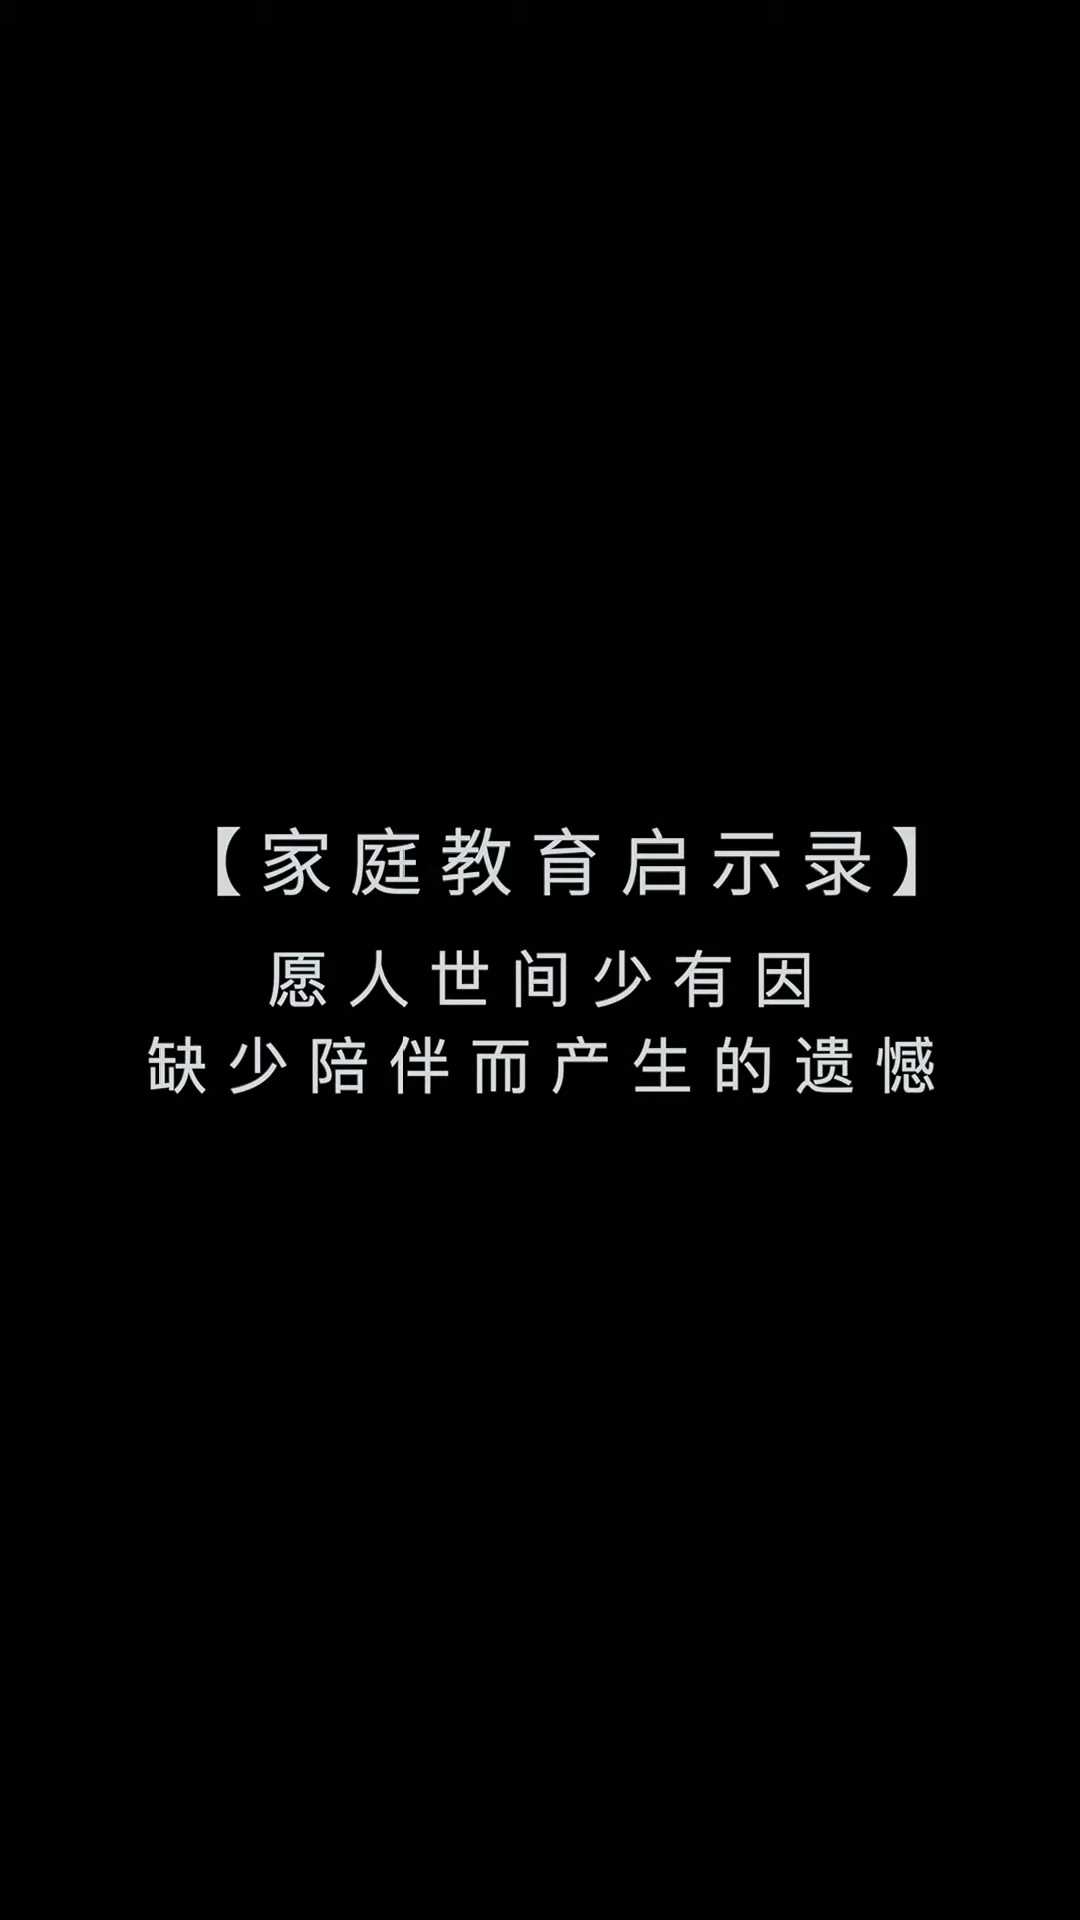 【家庭教育启示录】
愿人世间少有因
缺少陪伴而产生的遗憾